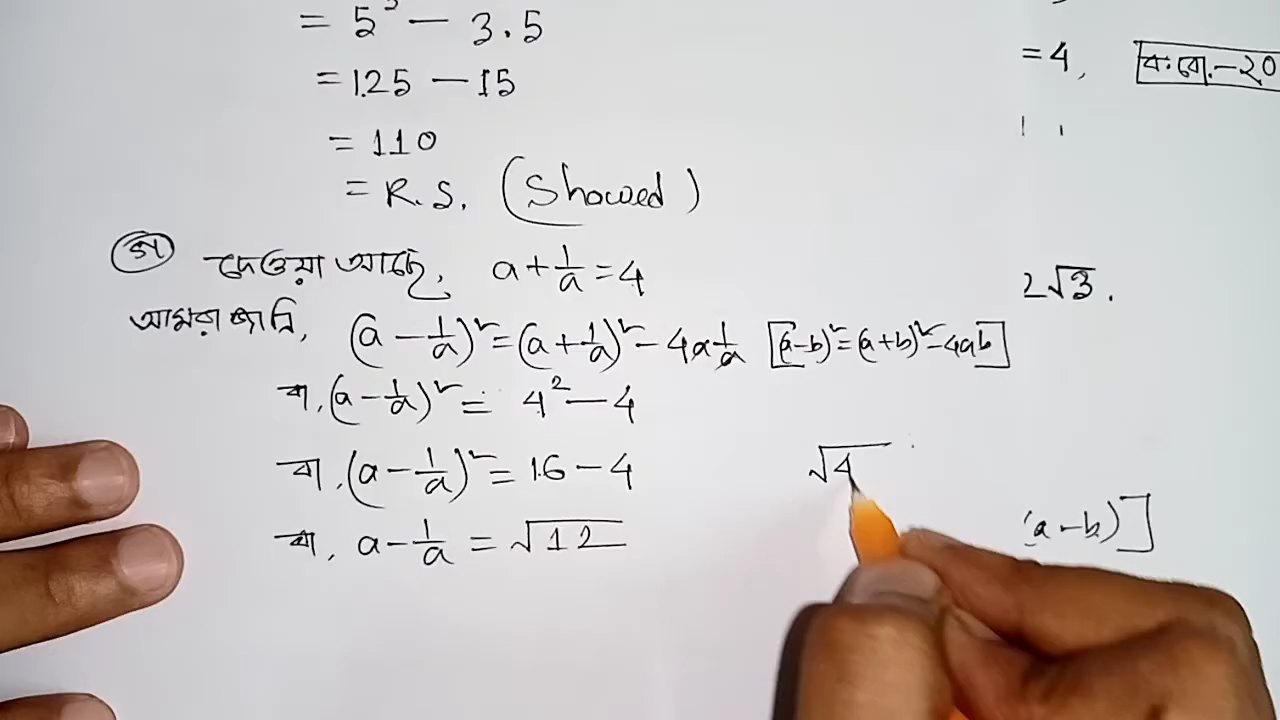 = 5³ − 3.5
= 125 − 15
= 110
= R.S. (Showed)
= 4, ব: বো.-২০
2√3.
দেওয়া আছে, a + 1/a = 4
আমরা জানি, (a − 1/a)² = (a + 1/a)² − 4a 1/a [(a−b)² = (a+b)² − 4ab]
বা, (a − 1/a)² = 4² − 4
বা, (a − 1/a)² = 16 − 4
√4
বা, a − 1/a = √12
(a − b)]